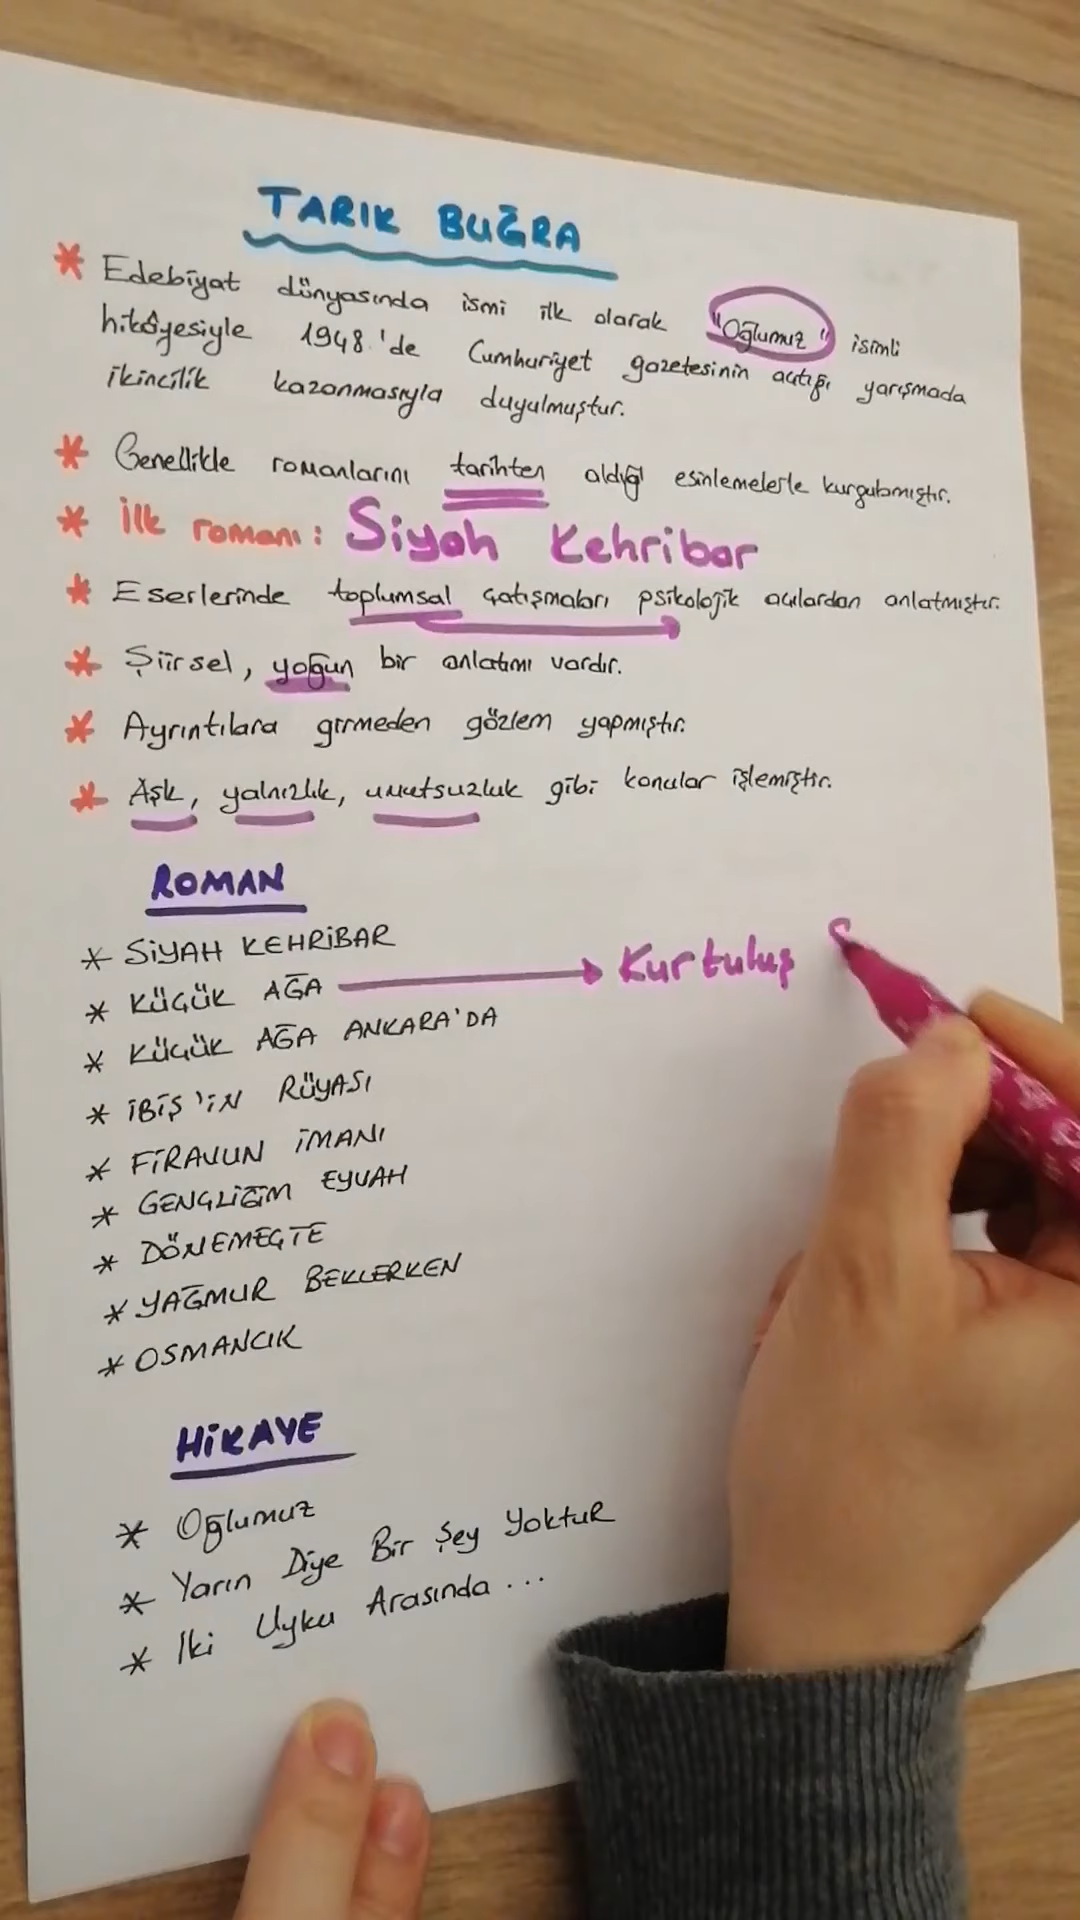 TARIK BUĞRA
* Edebiyat dünyasında ismi ilk olarak "Oğlumuz" isimli
hikâyesiyle 1948.'de Cumhuriyet gazetesinin açtığı yarışmada
ikincilik kazanmasıyla duyulmuştur.
* Genellikle romanlarını tarihten aldığı esinlemelerle kurgulamıştır.
* İlk romanı: Siyah Kehribar
* Eserlerinde toplumsal çatışmaları psikolojik açılardan anlatmıştır.
* Şiirsel, yoğun bir anlatımı vardır.
* Ayrıntılara girmeden gözlem yapmıştır.
* Aşk, yalnızlık, umutsuzluk gibi konular işlemiştir.
ROMAN
* SİYAH KEHRİBAR
* KÜÇÜK AĞA → Kurtuluş S
* KÜÇÜK AĞA ANKARA'DA
* İBİŞ'İN RÜYASI
* FİRAVUN İMANI
* GENÇLİĞİM EYVAH
* DÖNEMEÇTE
* YAĞMUR BEKLERKEN
* OSMANCIK
HİKAYE
* Oğlumuz
* Yarın Diye Bir Şey Yoktur
* İki Uyku Arasında ...